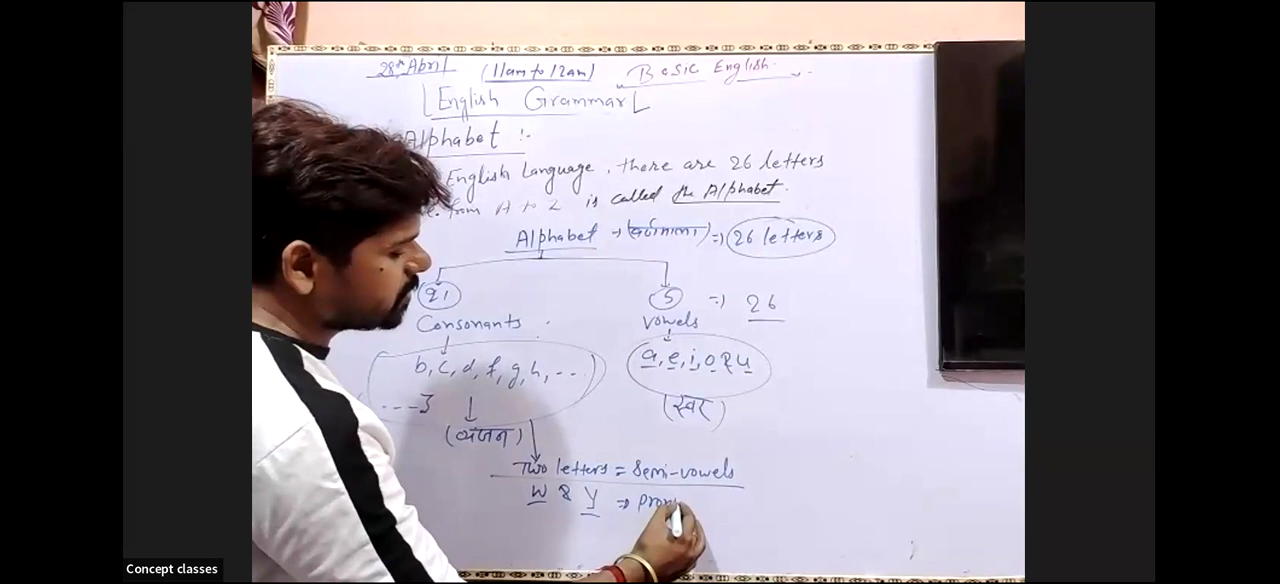 28th April (11am to 12am) Basic English
English Grammar
Alphabet :-
English Language, there are 26 letters
from A to Z is called the Alphabet.
Alphabet → (वर्णमाला) ⇒ 26 letters
21 5 ⇒ 26
Consonants Vowels
b, c, d, f, g, h, ... a, e, i, o & u
....z
(व्यंजन) (स्वर)
Two letters = Semi-vowels
W & Y ⇒
Concept classes